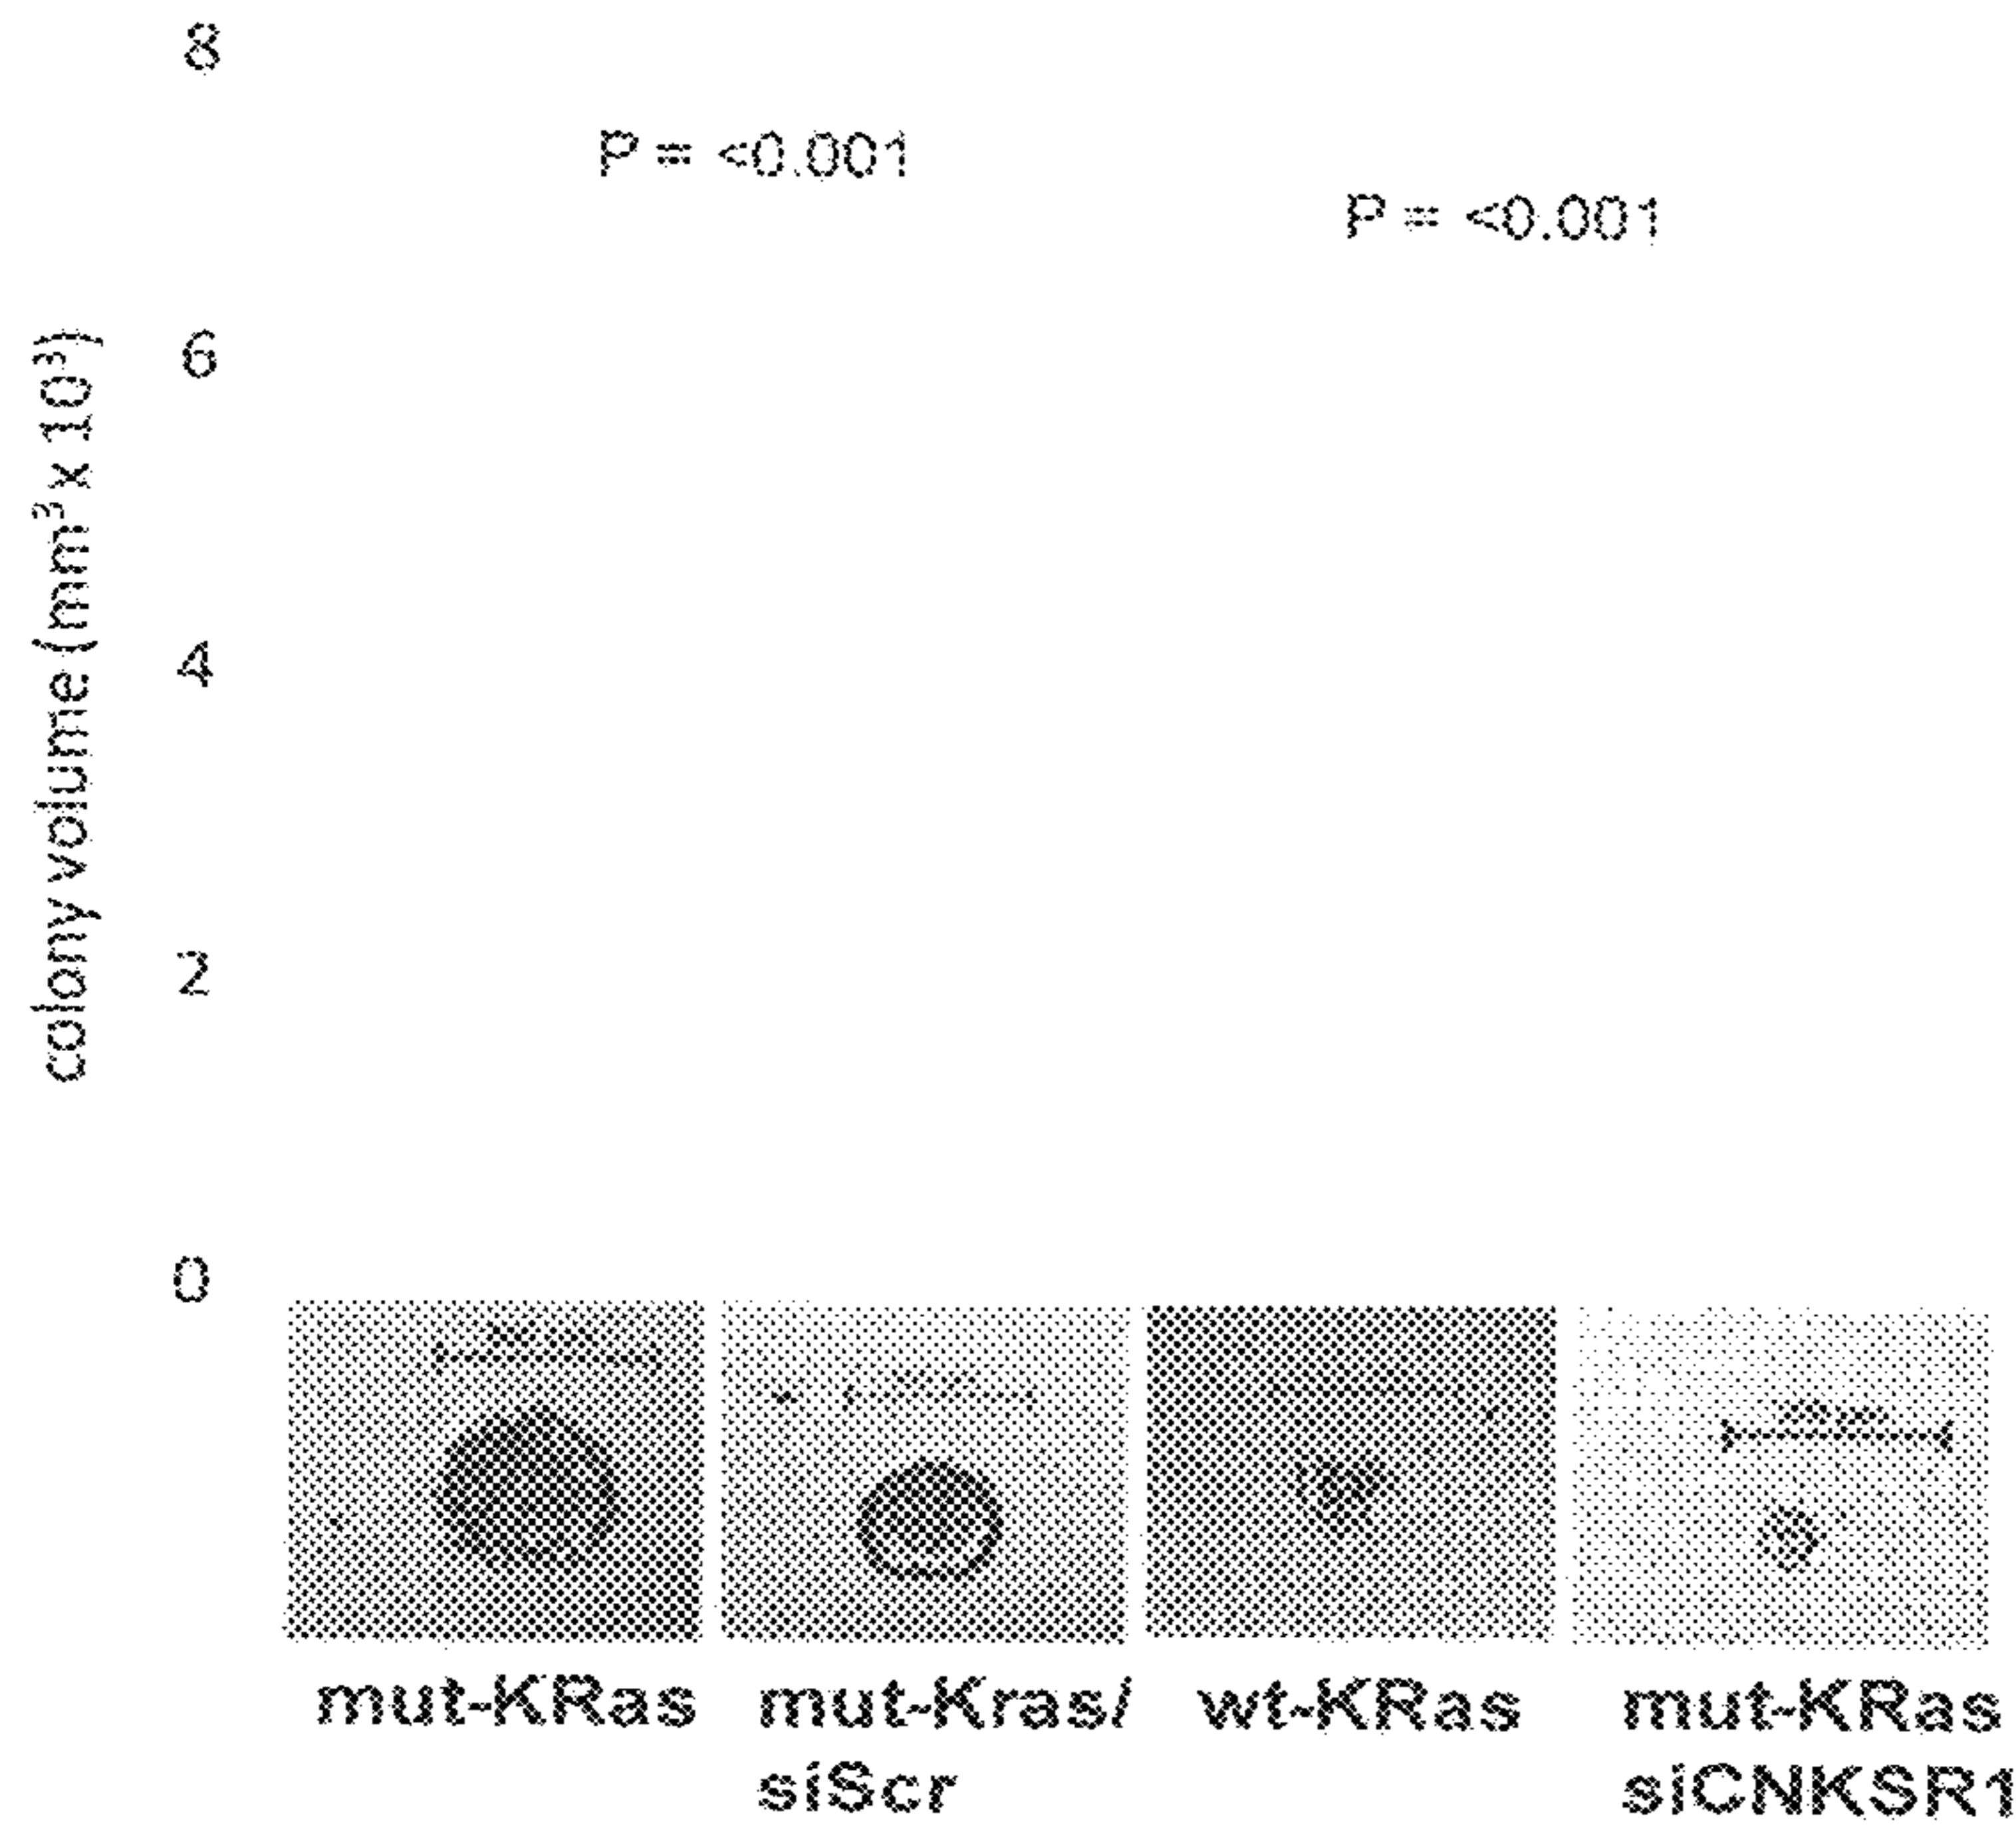 8
P = <0.001
P = <0.001
6
colony volume (mm³ x 10³)
4
2
0
mut-KRas
mut-Kras/
siScr
wt-KRas
mut-KRas
siCNKSR1